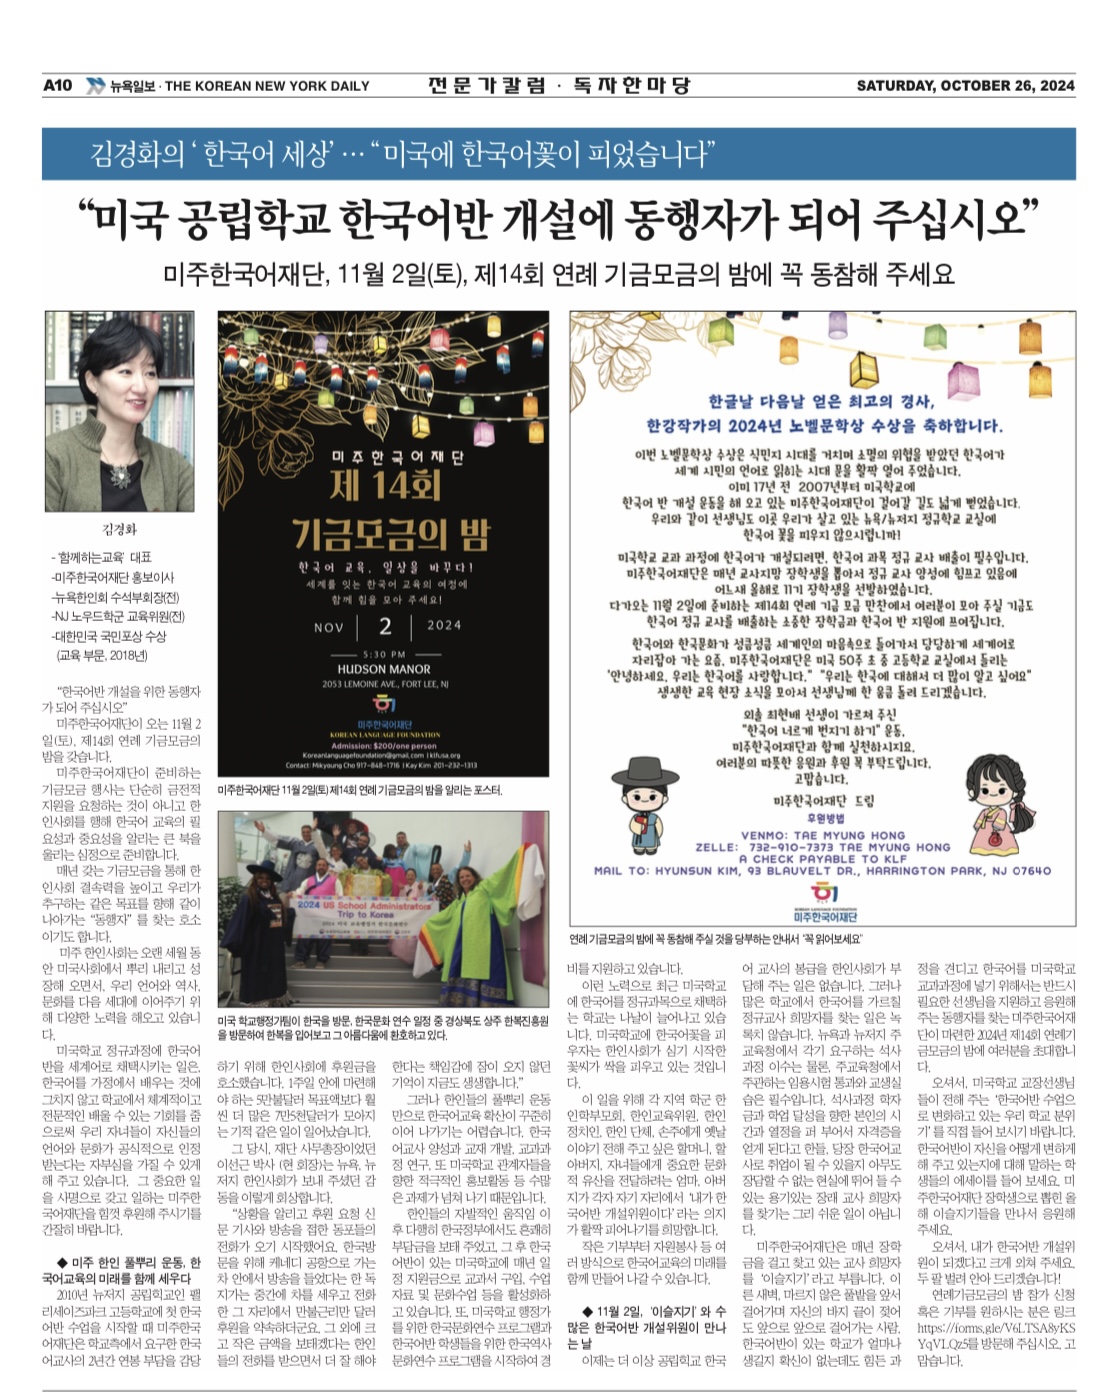 A10 뉴욕일보 · THE KOREAN NEW YORK DAILY
전문가칼럼 · 독자한마당
SATURDAY, OCTOBER 26, 2024
김경화의 ‘ 한국어 세상’ … “ 미국에 한국어꽃이 피었습니다”
“미국 공립학교 한국어반 개설에 동행자가 되어 주십시오”
미주한국어재단, 11월 2일(토), 제14회 연례 기금모금의 밤에 꼭 동참해 주세요
김경화
- ‘함께하는교육’ 대표
-미주한국어재단 홍보이사
-뉴욕한인회 수석부회장(전)
-NJ 노우드학군 교육위원(전)
-대한민국 국민포상 수상
(교육 부문, 2018년)
“한국어반 개설을 위한 동행자
가 되어 주십시오”
미주한국어재단이 오는 11월 2
일(토), 제14회 연례 기금모금의
밤을 갖습니다.
미주한국어재단이 준비하는
기금모금 행사는 단순히 금전적
지원을 요청하는 것이 아니고 한
인사회를 행해 한국어 교육의 필
요성과 중요성을 알리는 큰 북을
울리는 심정으로 준비합니다.
매년 갖는 기금모금을 통해 한
인사회 결속력을 높이고 우리가
추구하는 같은 목표를 향해 같이
나아가는 “동행자” 를 찾는 호소
이기도 합니다.
미주 한인사회는 오랜 세월 동
안 미국사회에서 뿌리 내리고 성
장해 오면서, 우리 언어와 역사,
문화를 다음 세대에 이어주기 위
해 다양한 노력을 해오고 있습니
다.
미국학교 정규과정에 한국어
반을 세계어로 채택시키는 일은,
한국어를 가정에서 배우는 것에
그치지 않고 학교에서 체계적이고
전문적인 배울 수 있는 기회를 줌
으로써 우리 자녀들이 자신들의
언어와 문화가 공식적으로 인정
받는다는 자부심을 가질 수 있게
해 주고 있습니다. 그 중요한 일
을 사명으로 갖고 일하는 미주한
국어재단을 힘껏 후원해 주시기를
간절히 바랍니다.
◆ 미주 한인 풀뿌리 운동, 한
국어교육의 미래를 함께 세우다
2010년 뉴저지 공립학교인 팰
리세이즈파크 고등학교에 첫 한국
어반 수업을 시작할 때 미주한국
어재단은 학교측에서 요구한 한국
어교사의 2년간 연봉 부담을 감당
미주한국어재단
제 14회
기금모금의 밤
한국어 교육, 일상을 바꾸다!
세계를 잇는 한국어 교육의 여정에
함께 힘을 모아 주세요!
NOV 2 2024
5:30 PM
HUDSON MANOR
2053 LEMOINE AVE., FORT LEE, NJ
미주한국어재단
KOREAN LANGUAGE FOUNDATION
Admission: $200/one person
Koreanlanguagefoundation@gmail.com | klfusa.org
Contact: Mikyoung Cho 917-848-1716 | Kay Kim 201-232-1313
미주한국어재단 11월 2일(토) 제14회 연례 기금모금의 밤을 알리는 포스터.
2024 US School Administrators'
Trip to Korea
미국 학교행정가팀이 한국을 방문, 한국문화 연수 일정 중 경상북도 상주 한복진흥원
을 방문하여 한복을 입어보고 그 아름다움에 환호하고 있다.
하기 위해 한인사회에 후원금을
호소했습니다. 1주일 안에 마련해
야 하는 5만불달러 목표액보다 훨
씬 더 많은 7만5천달러가 모아지
는 기적 같은 일이 일어났습니다.
그 당시, 재단 사무총장이었던
이선근 박사 (현 회장)는 뉴욕, 뉴
저지 한인사회가 보내 주셨던 감
동을 이렇게 회상합니다.
“상황을 알리고 후원 요청 신
문 기사와 방송을 접한 동포들의
전화가 오기 시작했어요. 한국방
문을 위해 케네디 공항으로 가는
차 안에서 방송을 들었다는 한 독
지가는 중간에 차를 세우고 전화
한 그 자리에서 만불근리만 달러
후원을 약속하더군요. 그 외에 크
고 작은 금액을 보태겠다는 한인
들의 전화를 받으면서 더 잘 해야
한다는 책임감에 잠이 오지 않던
기억이 지금도 생생합니다.”
그러나 한인들의 풀뿌리 운동
만으로 한국어교육 확산이 꾸준히
이어 나가기는 어렵습니다. 한국
어교사 양성과 교재 개발, 교과과
정 연구, 또 미국학교 관계자들을
향한 적극적인 홍보활동 등 수많
은 과제가 넘쳐 나기 때문입니다.
한인들의 자발적인 움직임 이
후 다행히 한국정부에서도 흔쾌히
부담금을 보태 주었고, 그 후 한국
어반이 있는 미국학교에 매년 일
정 지원금으로 교과서 구입, 수업
자료 및 문화수업 등을 활성화하
고 있습니다. 또, 미국학교 행정가
를 위한 한국문화연수 프로그램과
한국어반 학생들을 위한 한국역사
문화연수 프로그램을 시작하여 경
한글날 다음날 얻은 최고의 경사,
한강작가의 2024년 노벨문학상 수상을 축하합니다.
이번 노벨문학상 수상은 식민지 시대를 거치며 소멸의 위협을 받았던 한국어가
세계 시민의 언어로 읽히는 시대 문을 활짝 열어 주었습니다.
이미 17년 전 2007년부터 미국학교에
한국어 반 개설 운동을 해 오고 있는 미주한국어재단이 걸어갈 길도 넓게 뻗었습니다.
우리와 같이 선생님도 이곳 우리가 살고 있는 뉴욕/뉴저지 정규학교 교실에
한국어 꽃을 피우지 않으시렵니까!
미국학교 교과 과정에 한국어가 개설되려면, 한국어 과목 정규 교사 배출이 필수입니다.
미주한국어재단은 매년 교사지망 장학생을 뽑아서 정규 교사 양성에 힘쓰고 있음에
어느새 올해로 11기 장학생을 선발하였습니다.
다가오는 11월 2일에 준비하는 제14회 연례 기금 모금 만찬에서 여러분이 모아 주실 기금도
한국어 정규 교사를 배출하는 소중한 장학금과 한국어 반 지원에 쓰여집니다.
한국어와 한국문화가 성큼성큼 세계인의 마음속으로 들어가서 당당하게 세계어로
자리잡아 가는 요즘, 미주한국어재단은 미국 50주 초 중 고등학교 교실에서 들리는
‘안녕하세요, 우리는 한국어를 사랑합니다.” “우리는 한국에 대해서 더 많이 알고 싶어요”
생생한 교육 현장 소식을 모아서 선생님께 한 움큼 돌려 드리겠습니다.
외솔 최현배 선생이 가르쳐 주신
“한국어 너르게 번지기 하기” 운동,
미주한국어재단과 함께 실천하시지요.
여러분의 따뜻한 응원과 후원 꼭 부탁드립니다.
고맙습니다.
미주한국어재단 드림
후원방법
VENMO: TAE MYUNG HONG
ZELLE: 732-910-7373 TAE MYUNG HONG
A CHECK PAYABLE TO KLF
MAIL TO: HYUNSUN KIM, 93 BLAUVELT DR., HARRINGTON PARK, NJ 07640
KOREAN LANGUAGE FOUNDATION
미주한국어재단
연례 기금모금의 밤에 꼭 동참해 주실 것을 당부하는 안내서 “꼭 읽어보세요”
비를 지원하고 있습니다.
이런 노력으로 최근 미국학교
에 한국어를 정규과목으로 채택하
는 학교는 나날이 늘어나고 있습
니다. 미국학교에 한국어꽃을 피
우자는 한인사회가 심기 시작한
꽃씨가 싹을 피우고 있는 것입니
다.
이 일을 위해 각 지역 학군 한
인학부모회, 한인교육위원, 한인
정치인, 한인 단체, 손주에게 옛날
이야기 전해 주고 싶은 할머니, 할
아버지, 자녀들에게 중요한 문화
적 유산을 전달하려는 엄마, 아버
지가 각자 자기 자리에서 ‘내가 한
국어반 개설위원이다’ 라는 의지
가 활짝 피어나기를 희망합니다.
작은 기부부터 자원봉사 등 여
러 방식으로 한국어교육의 미래를
함께 만들어 나갈 수 있습니다.
◆ 11월 2일, ‘이슬지기’ 와 수
많은 한국어반 개설위원이 만나
는 날
이제는 더 이상 공립학교 한국
어 교사의 봉급을 한인사회가 부
담해 주는 일은 없습니다. 그러나
많은 학교에서 한국어를 가르칠
정규교사 희망자를 찾는 일은 녹
록치 않습니다. 뉴욕과 뉴저지 주
교육청에서 각기 요구하는 석사
과정 이수는 물론, 주교육청에서
주관하는 임용시험 통과와 교생실
습은 필수입니다. 석사과정 학자
금과 학업 달성을 향한 본인의 시
간과 열정을 퍼 부어서 자격증을
얻게 된다고 한들, 당장 한국어교
사로 취업이 될 수 있을지 아무도
장담할 수 없는 현실에 뛰어 들 수
있는 용기있는 장래 교사 희망자
를 찾기는 그리 쉬운 일이 아닙니
다.
미주한국어재단은 매년 장학
금을 걸고 찾고 있는 교사 희망자
를 ‘이슬지기’ 라고 부릅니다. 이
른 새벽, 마르지 않은 풀밭을 앞서
걸어가며 자신의 바지 끝이 젖어
도 앞으로 앞으로 걸어가는 사람,
한국어반이 있는 학교가 얼마나
생길지 확신이 없는데도 힘든 과
정을 견디고 한국어를 미국학교
교과과정에 넣기 위해서는 반드시
필요한 선생님을 지원하고 응원해
주는 동행자를 찾는 미주한국어재
단이 마련한 2024년 제14회 연례기
금모금의 밤에 여러분을 초대합니
다.
오셔서, 미국학교 교장선생님
들이 전해 주는 ‘한국어 수업으
로 변화하고 있는 우리 학교 분위
기’ 를 직접 들어 보시기 바랍니다.
한국어반이 자신을 어떻게 변하게
해 주고 있는지에 대해 말하는 학
생들의 에세이를 들어 보세요. 미
주한국어재단 장학생으로 뽑힌 올
해 이슬지기들을 만나서 응원해
주세요.
오셔서, 내가 한국어반 개설위
원이 되겠다고 크게 외쳐 주세요.
두 팔 벌려 안아 드리겠습니다!
연례기금모금의 밤 참가 신청
혹은 기부를 원하시는 분은 링크
https://forms.gle/V6LTSA8yKS
YqVLQz5를 방문해 주십시오. 고
맙습니다.